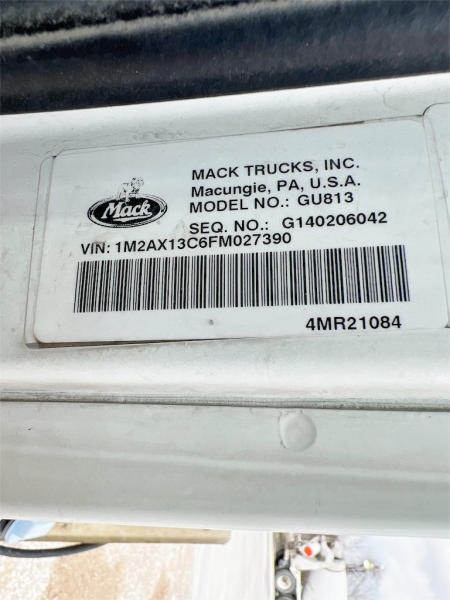 Mack
MACK TRUCKS, INC.
Macungie, PA, U.S.A.
MODEL NO.: GU813
SEQ. NO.: G140206042
VIN: 1M2AX13C6FM027390
4MR21084